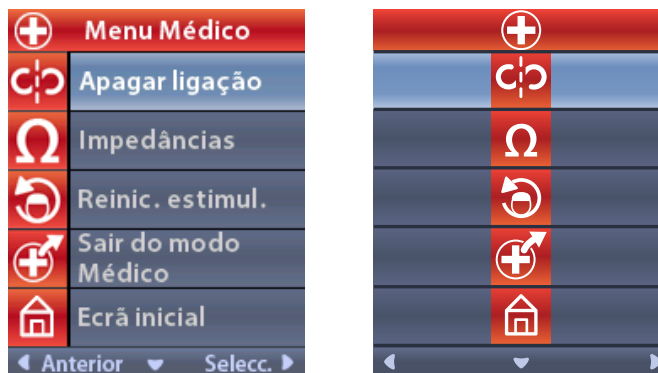 Menu Médico
Apagar ligação
Impedâncias
Reinic. estimul.
Sair do modo
Médico
Ecrã inicial
Anterior Selecc.